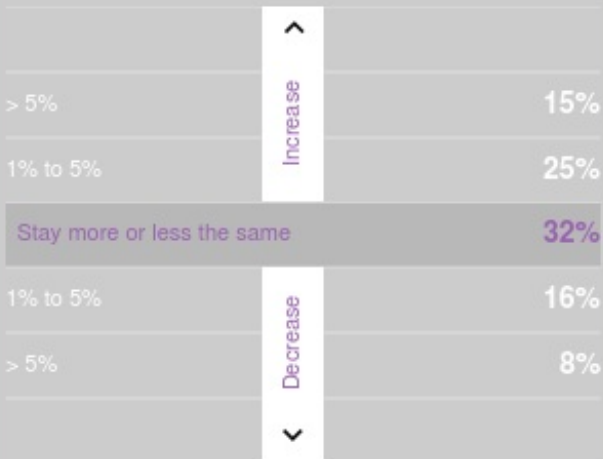 > 5%
Increase
15%
1% to 5%
25%
Stay more or less the same
32%
1% to 5%
Decrease
16%
> 5%
8%